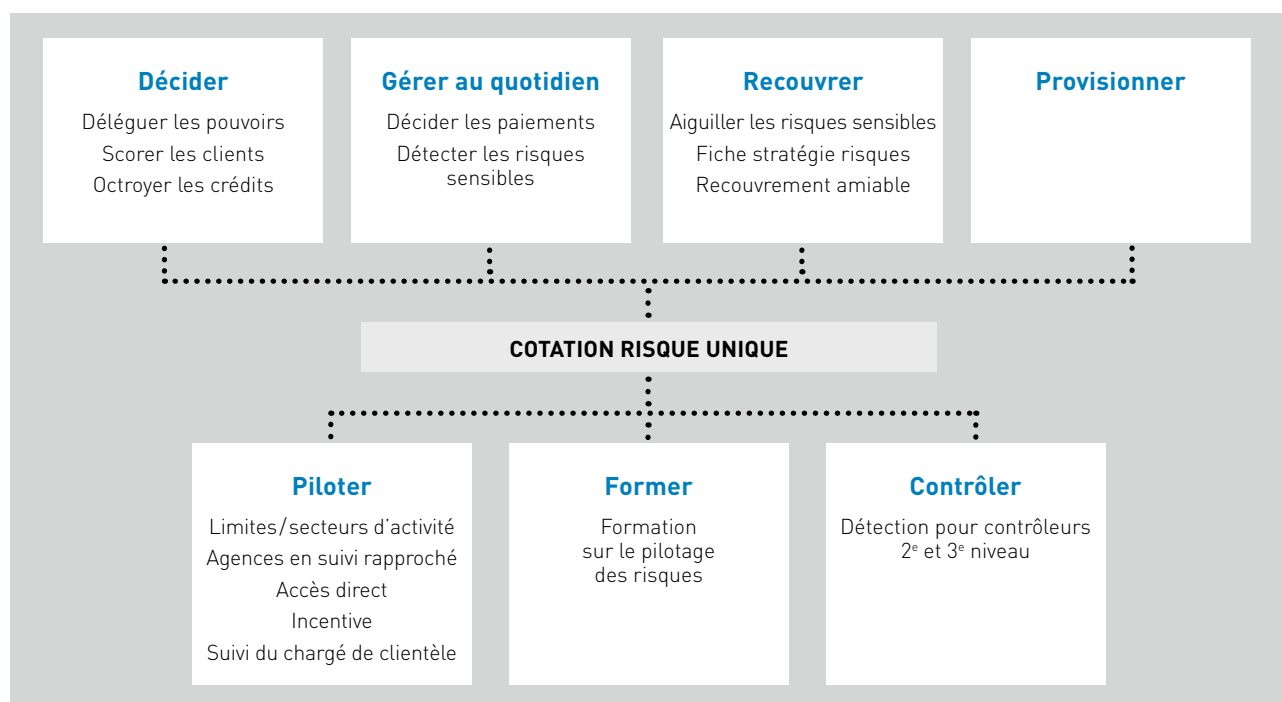 Décider
Déléguer les pouvoirs
Scorer les clients
Octroyer les crédits
Gérer au quotidien
Décider les paiements
Détecter les risques
sensibles
Recouvrer
Aiguiller les risques sensibles
Fiche stratégie risques
Recouvrement amiable
Provisionner
COTATION RISQUE UNIQUE
Piloter
Limites/secteurs d'activité
Agences en suivi rapproché
Accès direct
Incentive
Suivi du chargé de clientèle
Former
Formation
sur le pilotage
des risques
Contrôler
Détection pour contrôleurs
2e et 3e niveau